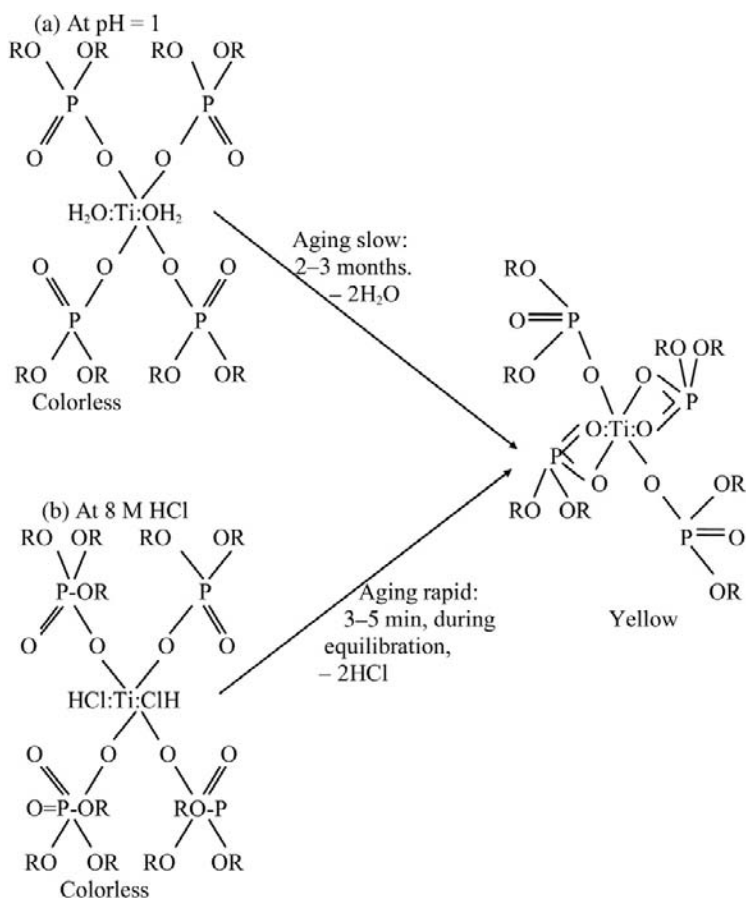 (a) At pH = 1
RO OR RO OR
P P
O O O O
H₂O:Ti:OH₂
O O O O
P P
RO OR RO OR
Colorless
Aging slow:
2–3 months.
– 2H₂O
(b) At 8 M HCl
RO OR RO OR
P-OR P
O O O O
HCl:Ti:ClH
O O O O
O=P-OR RO-P
RO OR RO OR
Colorless
Aging rapid:
3–5 min, during
equilibration,
– 2HCl
RO
O P RO OR
RO O O P
O:Ti:O
P O O OR
RO OR P O
OR
Yellow